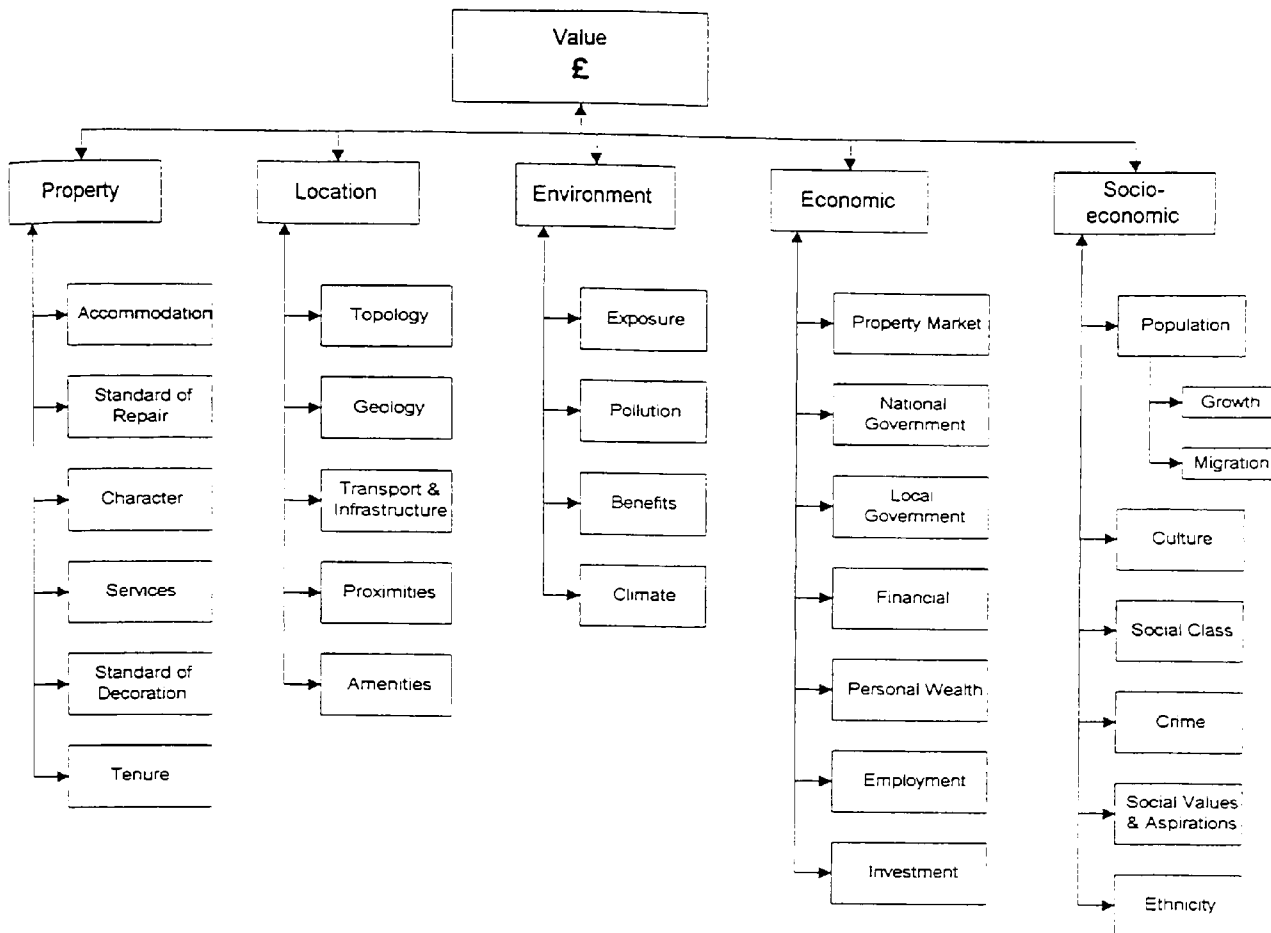 Value
£
Property
Location
Environment
Economic
Socio-
economic
Accommodation
Standard of
Repair
Character
Services
Standard of
Decoration
Tenure
Topology
Geology
Transport &
Infrastructure
Proximities
Amenities
Exposure
Pollution
Benefits
Climate
Property Market
National
Government
Local
Government
Financial
Personal Wealth
Employment
Investment
Population
Growth
Migration
Culture
Social Class
Crime
Social Values
& Aspirations
Ethnicity